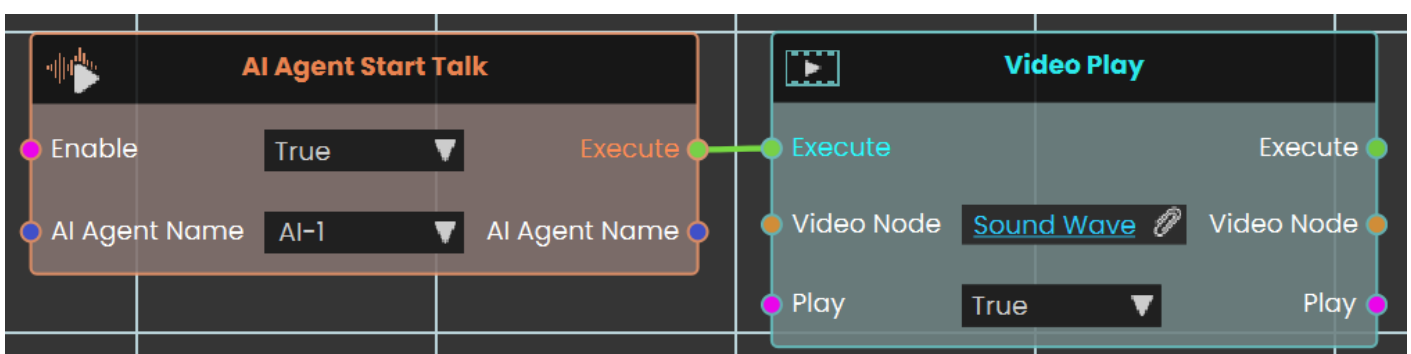 AI Agent Start Talk
Enable True Execute
AI Agent Name AI-1 AI Agent Name
Video Play
Execute Execute
Video Node Sound Wave Video Node
Play True Play